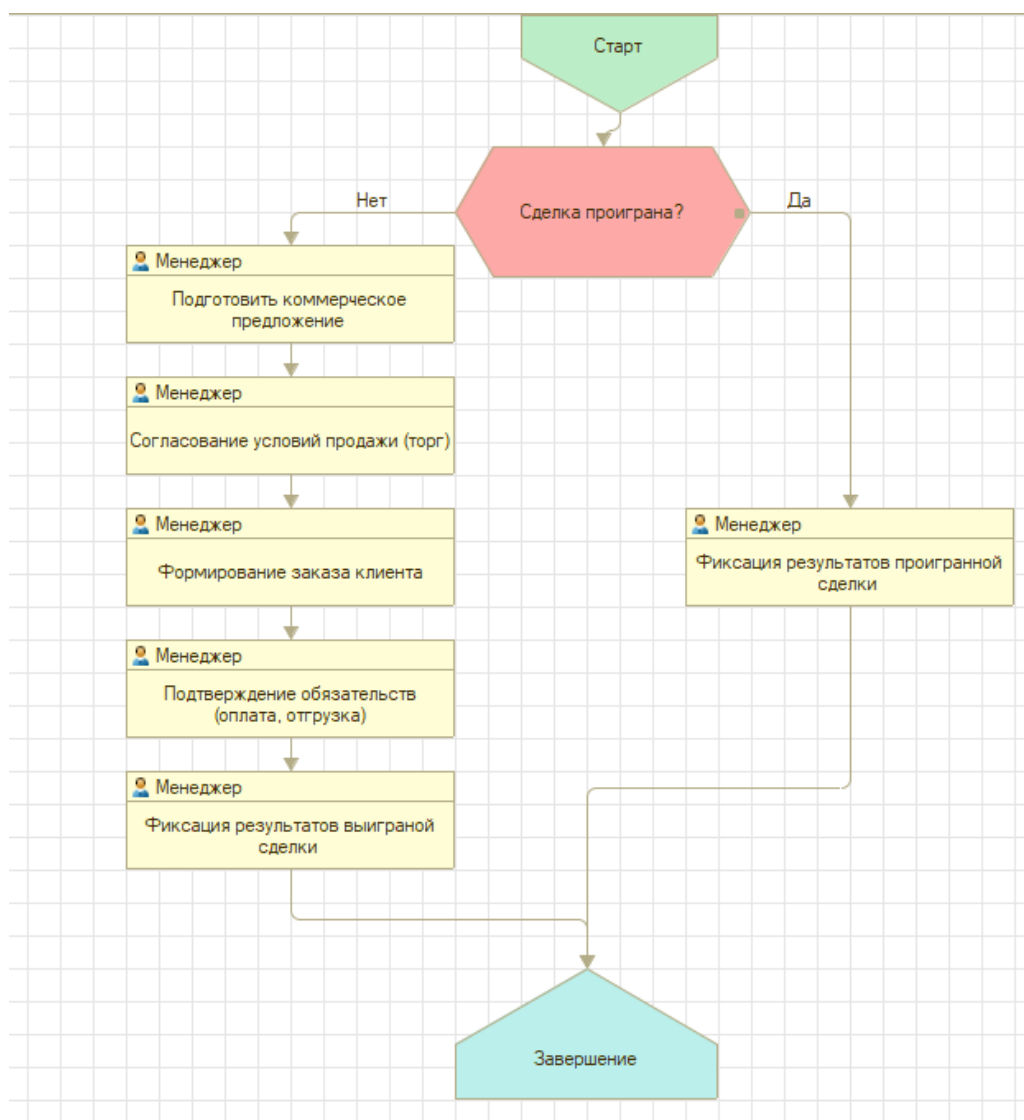 Старт
Сделка проиграна?
Нет
Да
Менеджер
Подготовить коммерческое
предложение
Менеджер
Согласование условий продажи (торг)
Менеджер
Формирование заказа клиента
Менеджер
Фиксация результатов проигранной
сделки
Менеджер
Подтверждение обязательств
(оплата, отгрузка)
Менеджер
Фиксация результатов выиграной
сделки
Завершение